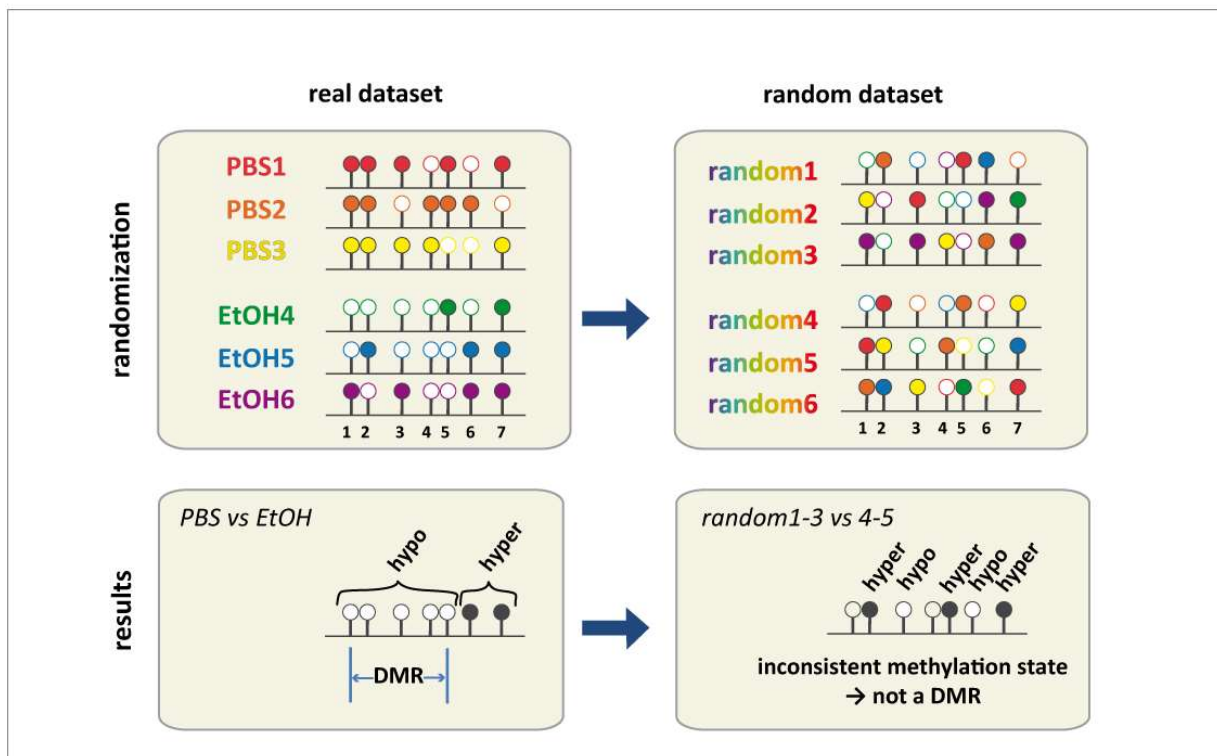 real dataset
random dataset
randomization
PBS1
PBS2
PBS3
EtOH4
EtOH5
EtOH6
1 2 3 4 5 6 7
random1
random2
random3
random4
random5
random6
1 2 3 4 5 6 7
results
PBS vs EtOH
hypo
hyper
←DMR→
random1-3 vs 4-5
hyper
hypo
hyper
hypo
hyper
inconsistent methylation state
→ not a DMR